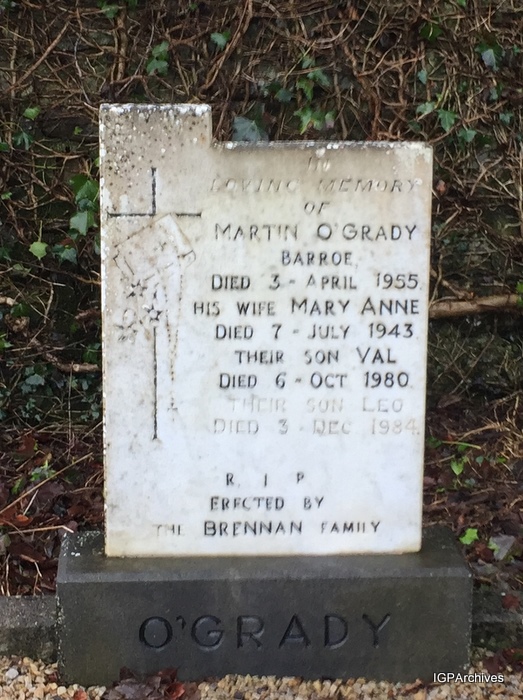 IN
LOVING MEMORY
OF
MARTIN O'GRADY
BARROE
DIED 3 - APRIL 1955
HIS WIFE MARY ANNE
DIED 7 - JULY 1943
THEIR SON VAL
DIED 6 - OCT 1980
THEIR SON LEO
DIED 3 - DEC 1984
R. I P
ERECTED BY
THE BRENNAN FAMILY
O'GRADY
IGPArchives